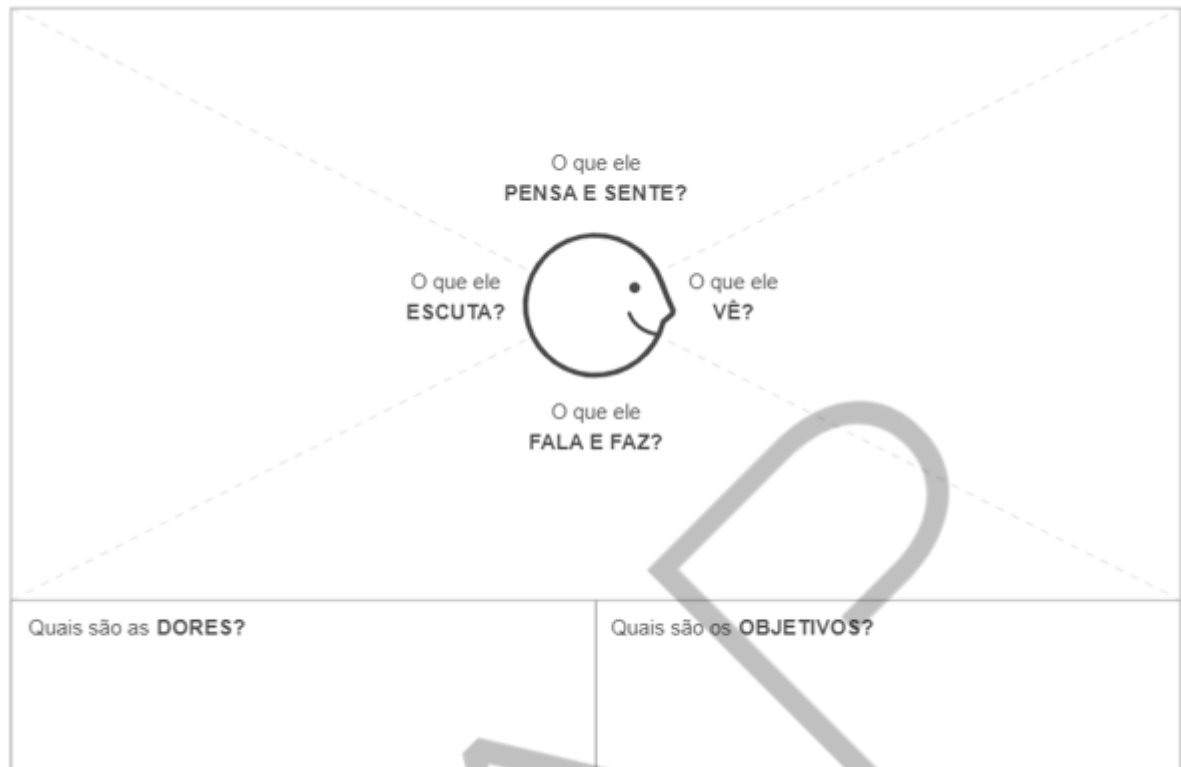 O que ele
PENSA E SENTE?
O que ele
ESCUTA?
O que ele
VÊ?
O que ele
FALA E FAZ?
Quais são as DORES?
Quais são os OBJETIVOS?